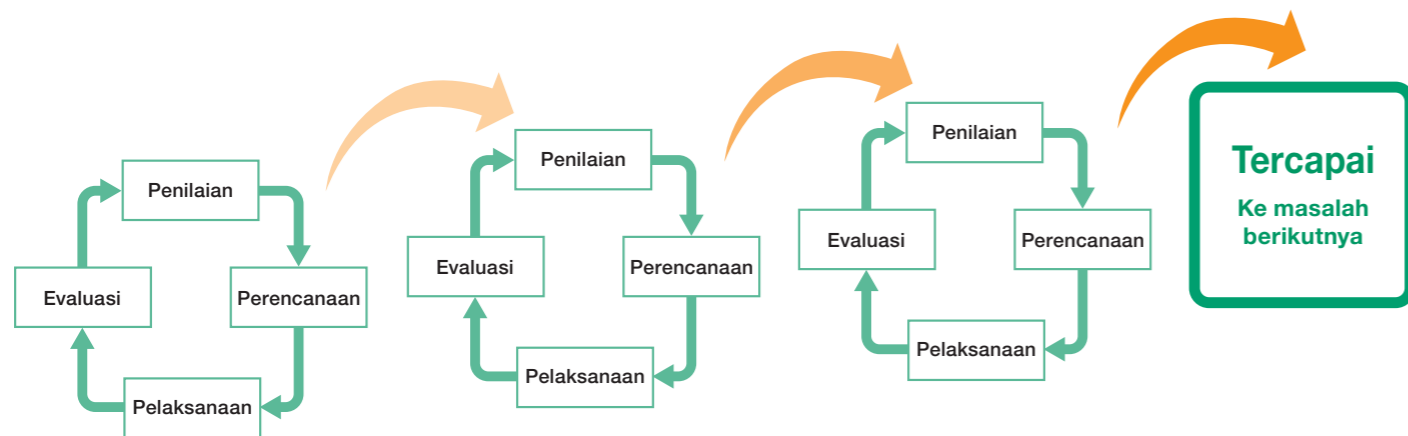 Penilaian
Perencanaan
Pelaksanaan
Evaluasi
Penilaian
Perencanaan
Pelaksanaan
Evaluasi
Penilaian
Perencanaan
Pelaksanaan
Evaluasi
Tercapai
Ke masalah
berikutnya